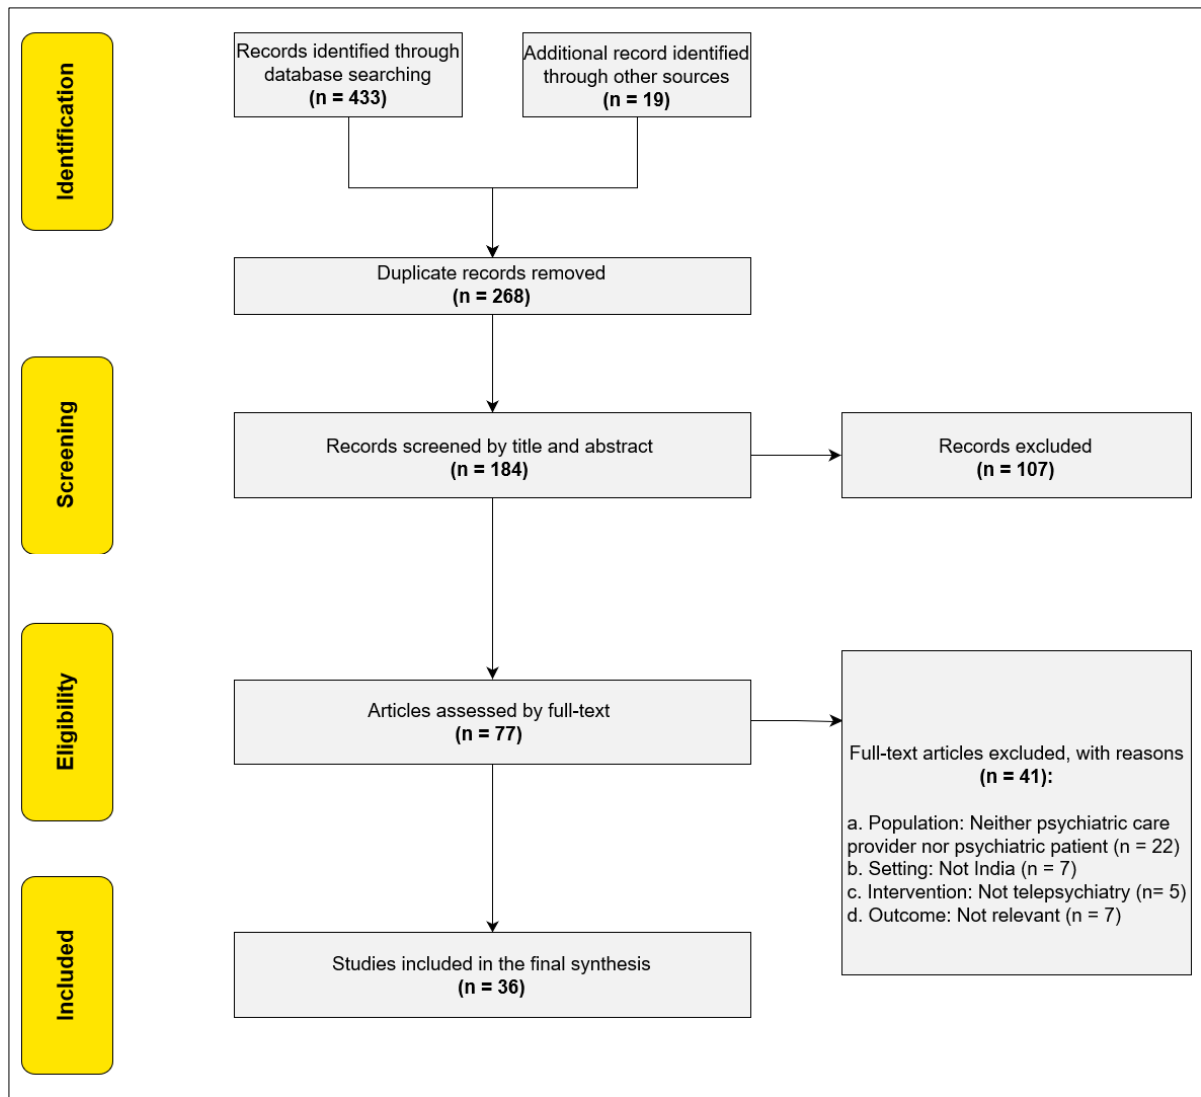 Identification
Records identified through
database searching
(n = 433)
Additional record identified
through other sources
(n = 19)
Duplicate records removed
(n = 268)
Screening
Records screened by title and abstract
(n = 184)
Records excluded
(n = 107)
Eligibility
Articles assessed by full-text
(n = 77)
Full-text articles excluded, with reasons
(n = 41):
a. Population: Neither psychiatric care
provider nor psychiatric patient (n = 22)
b. Setting: Not India (n = 7)
c. Intervention: Not telepsychiatry (n= 5)
d. Outcome: Not relevant (n = 7)
Included
Studies included in the final synthesis
(n = 36)